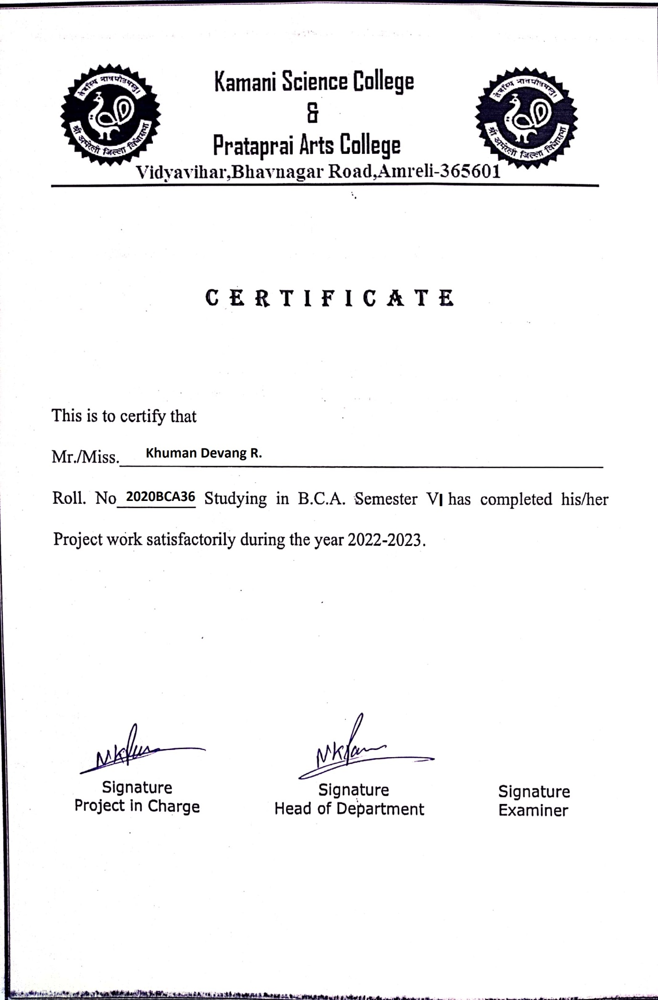 तेजस्वि नावधीतमस्तु।
श्री अमरेली जिल्ला विद्यासभा
Kamani Science College
&
Prataprai Arts College
Vidyavihar,Bhavnagar Road,Amreli-365601
तेजस्वि नावधीतमस्तु।
श्री अमरेली जिल्ला विद्यासभा
CERTIFICATE
This is to certify that
Mr./Miss. Khuman Devang R.
Roll. No 2020BCA36 Studying in B.C.A. Semester VI has completed his/her
Project work satisfactorily during the year 2022-2023.
Signature
Project in Charge
Signature
Head of Department
Signature
Examiner